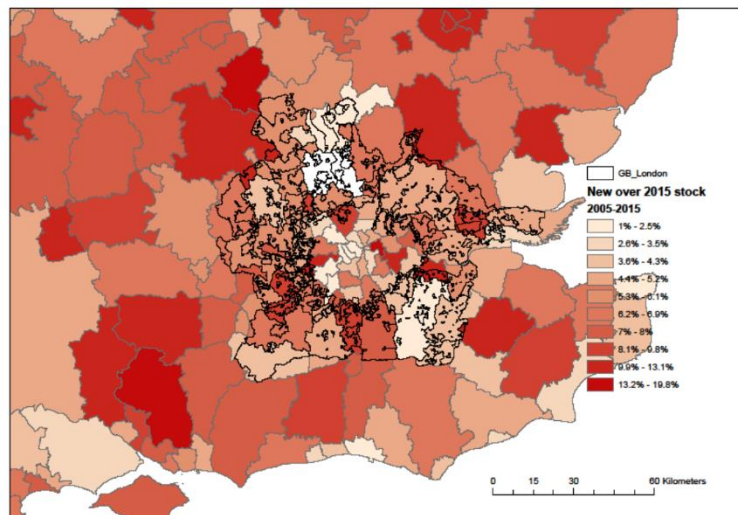 GB_London
New over 2015 stock
2005-2015
1% - 2.5%
2.6% - 3.5%
3.6% - 4.3%
4.4% - 5.2%
5.3% - 6.1%
6.2% - 6.9%
7% - 8%
8.1% - 9.8%
9.9% - 13.1%
13.2% - 19.8%
0 15 30 60 Kilometers